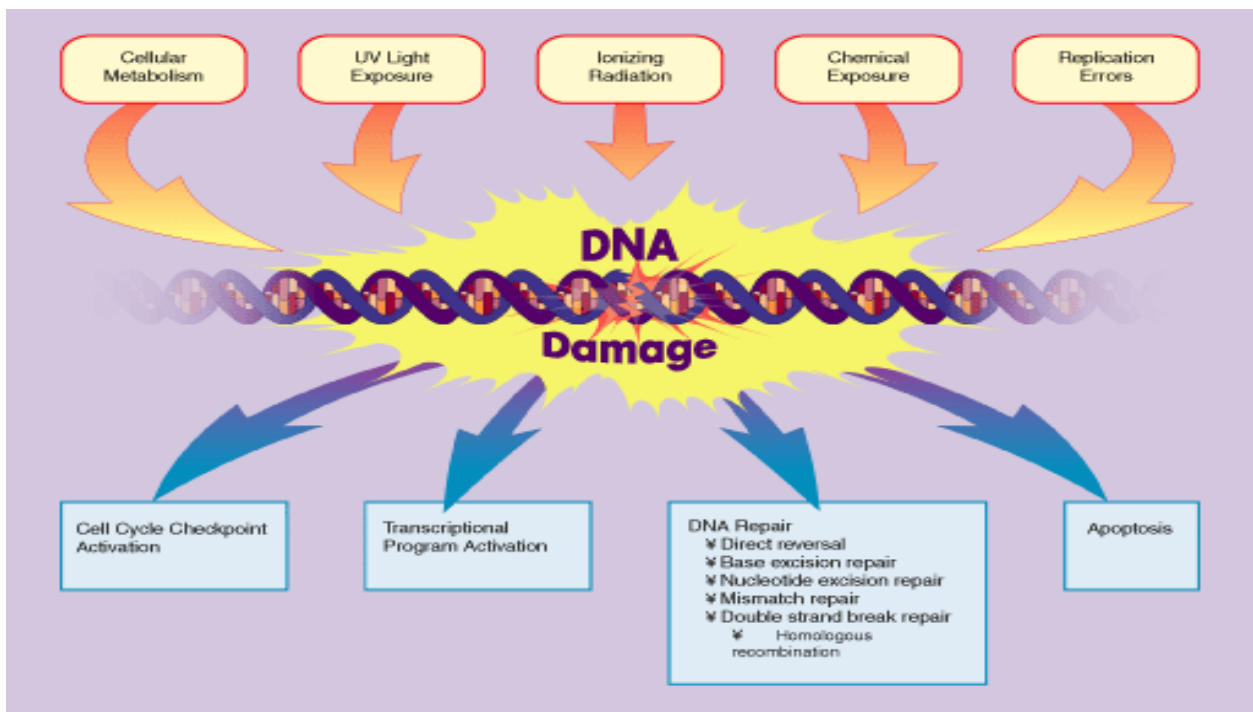 Cellular
Metabolism
UV Light
Exposure
Ionizing
Radiation
Chemical
Exposure
Replication
Errors
DNA
Damage
Cell Cycle Checkpoint
Activation
Transcriptional
Program Activation
DNA Repair
¥ Direct reversal
¥ Base excision repair
¥ Nucleotide excision repair
¥ Mismatch repair
¥ Double strand break repair
¥ Homologous
recombination
Apoptosis